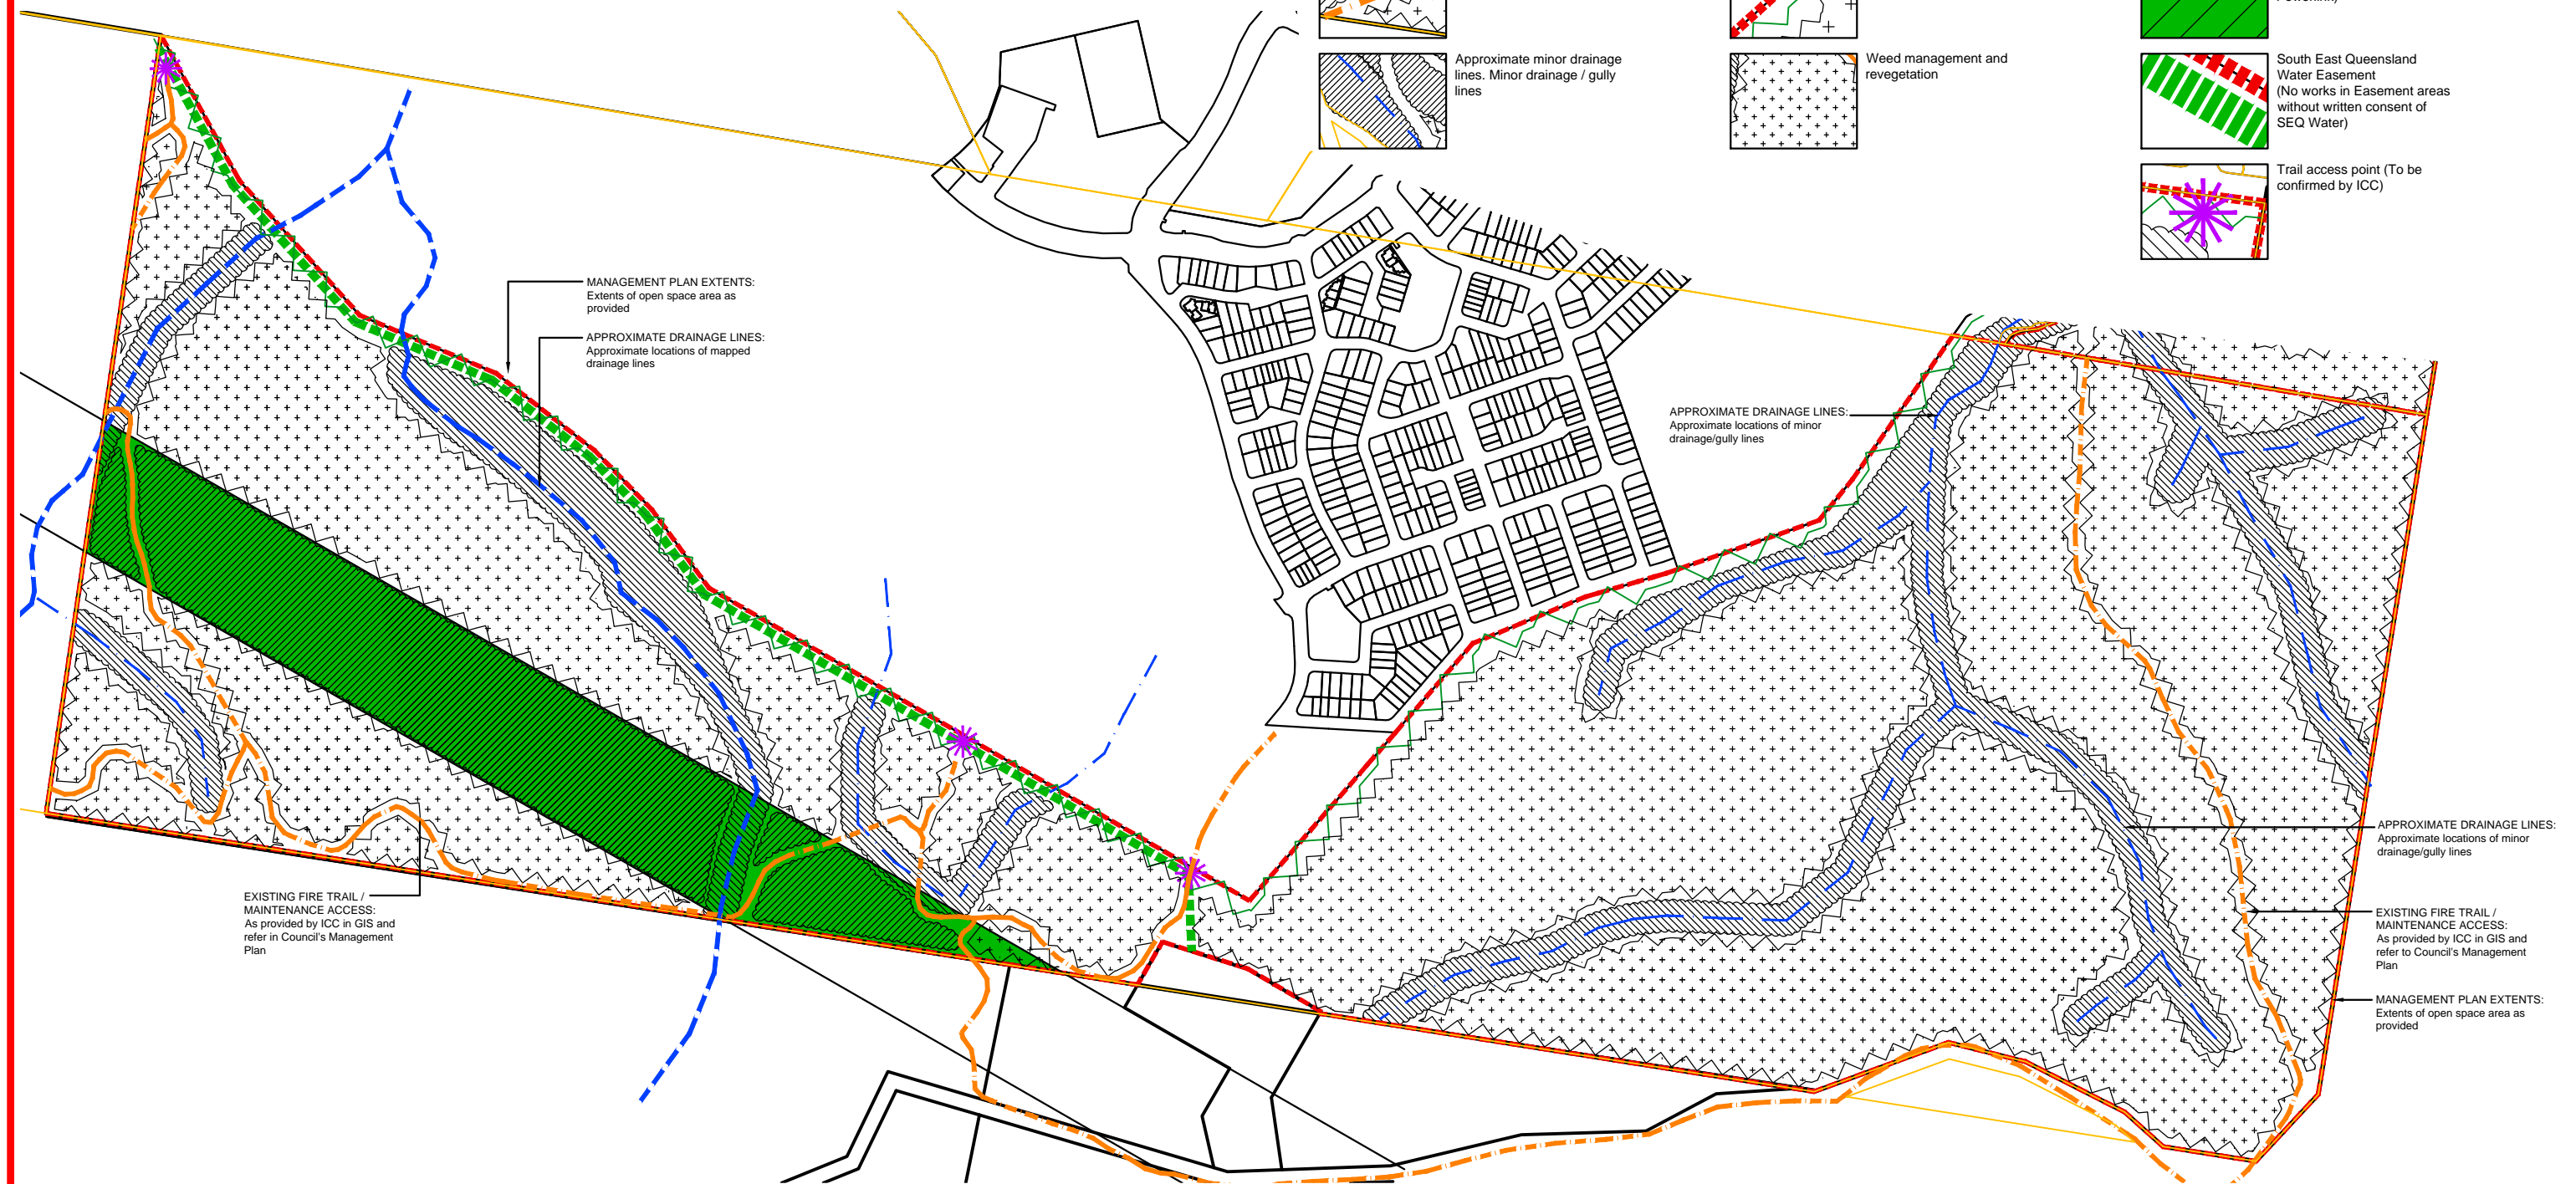 Approximate minor drainage
lines. Minor drainage / gully
lines
Weed management and
revegetation
South East Queensland
Water Easement
(No works in Easement areas
without written consent of
SEQ Water)
Trail access point (To be
confirmed by ICC)
MANAGEMENT PLAN EXTENTS:
Extents of open space area as
provided
APPROXIMATE DRAINAGE LINES:
Approximate locations of mapped
drainage lines
APPROXIMATE DRAINAGE LINES:
Approximate locations of minor
drainage/gully lines
APPROXIMATE DRAINAGE LINES:
Approximate locations of minor
drainage/gully lines
EXISTING FIRE TRAIL /
MAINTENANCE ACCESS:
As provided by ICC in GIS and
refer in Council's Management
Plan
EXISTING FIRE TRAIL /
MAINTENANCE ACCESS:
As provided by ICC in GIS and
refer to Council's Management
Plan
MANAGEMENT PLAN EXTENTS:
Extents of open space area as
provided